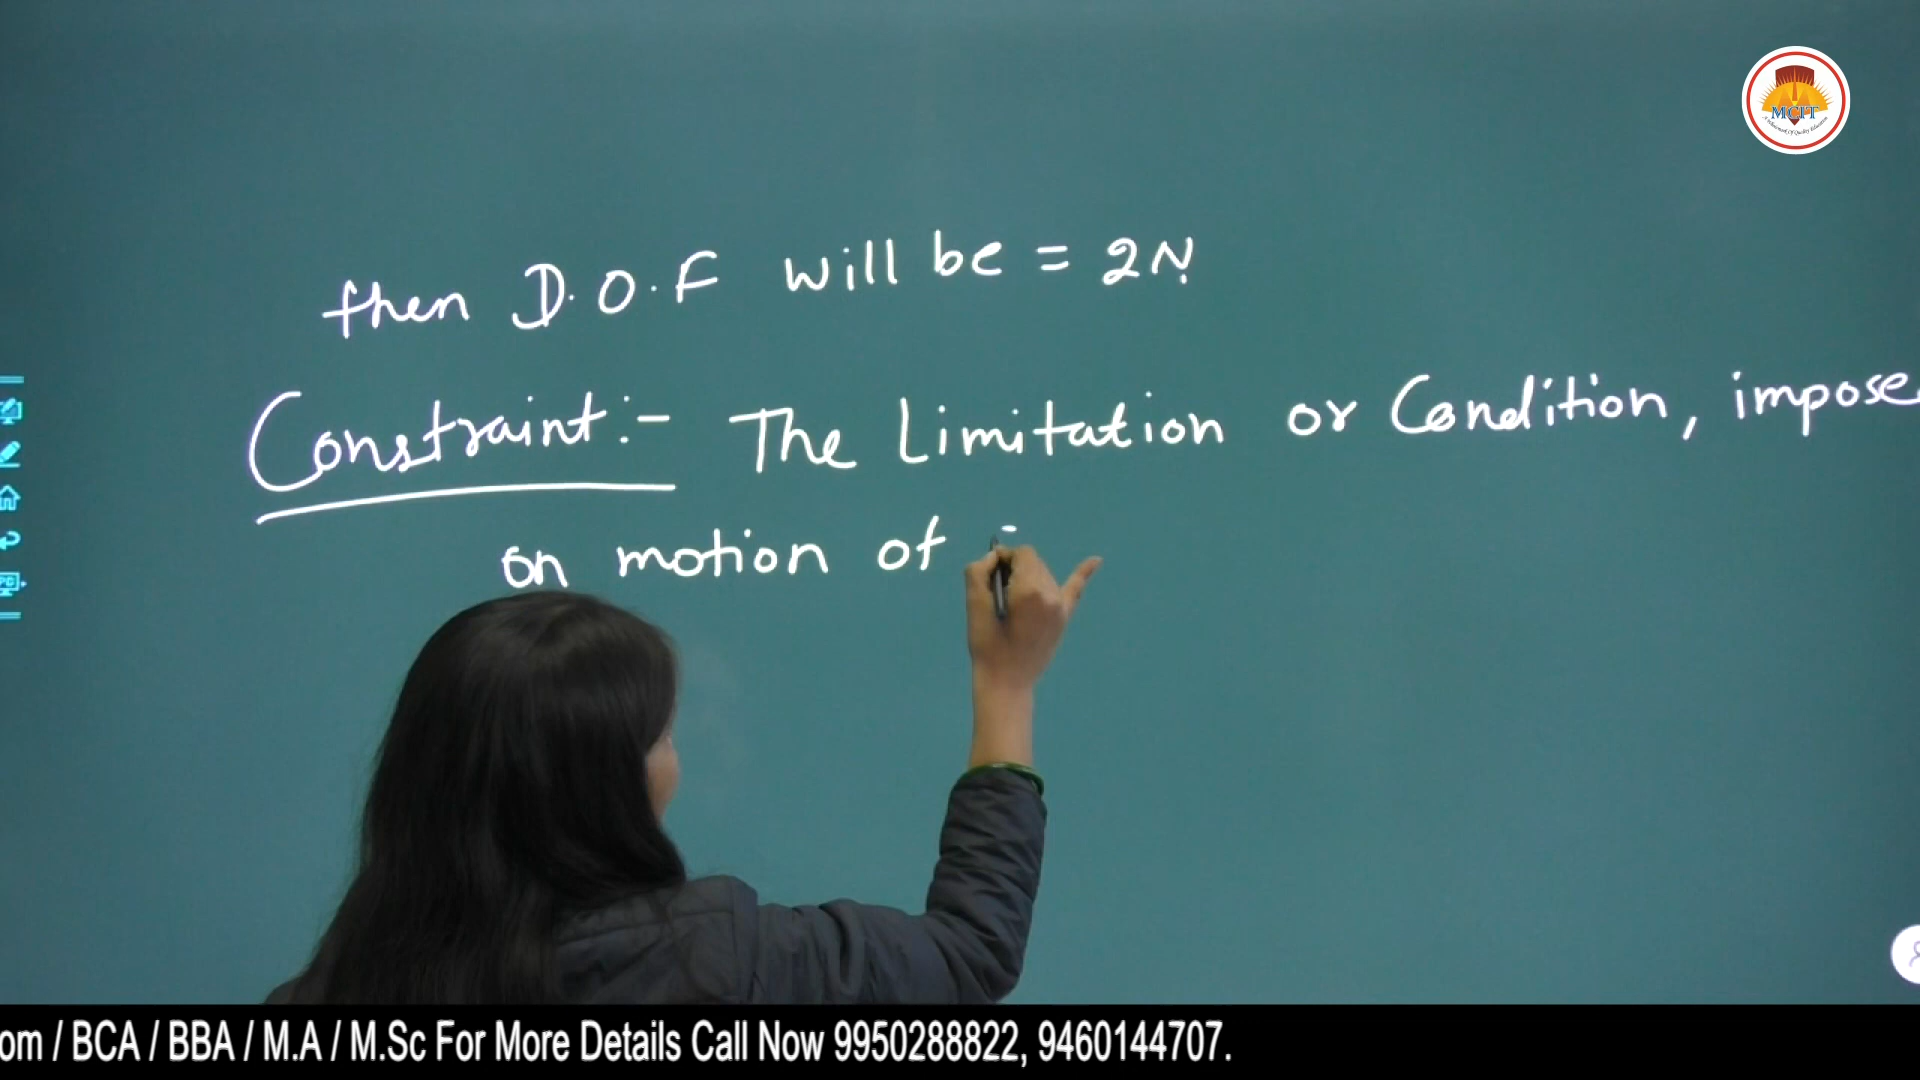 MCIT
then D.O.F will be = 2N
Constraint:- The Limitation or Condition, impose
on motion of
om / BCA / BBA / M.A / M.Sc For More Details Call Now 9950288822, 9460144707.